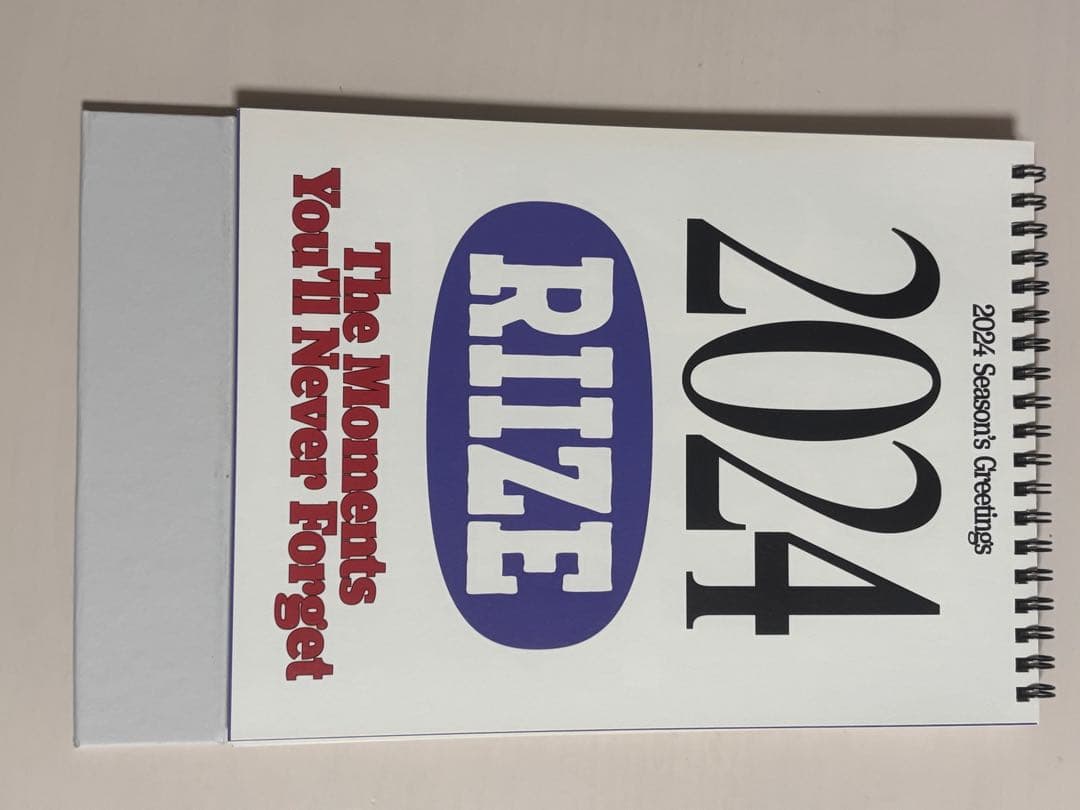 2024 Season's Greetings
2024
RIIZE
The Moments
You'll Never Forget